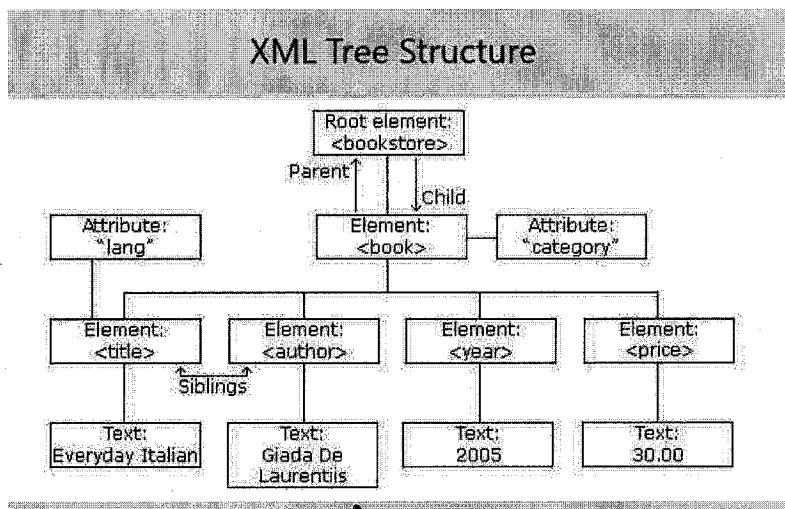 XML Tree Structure
Root element:
<bookstore>
Parent
Child
Attribute:
"lang"
Element:
<book>
Attribute:
"category"
Element:
<title>
Element:
<author>
Element:
<year>
Element:
<price>
Siblings
Text:
Everyday Italian
Text:
Giada De
Laurentiis
Text:
2005
Text:
30.00